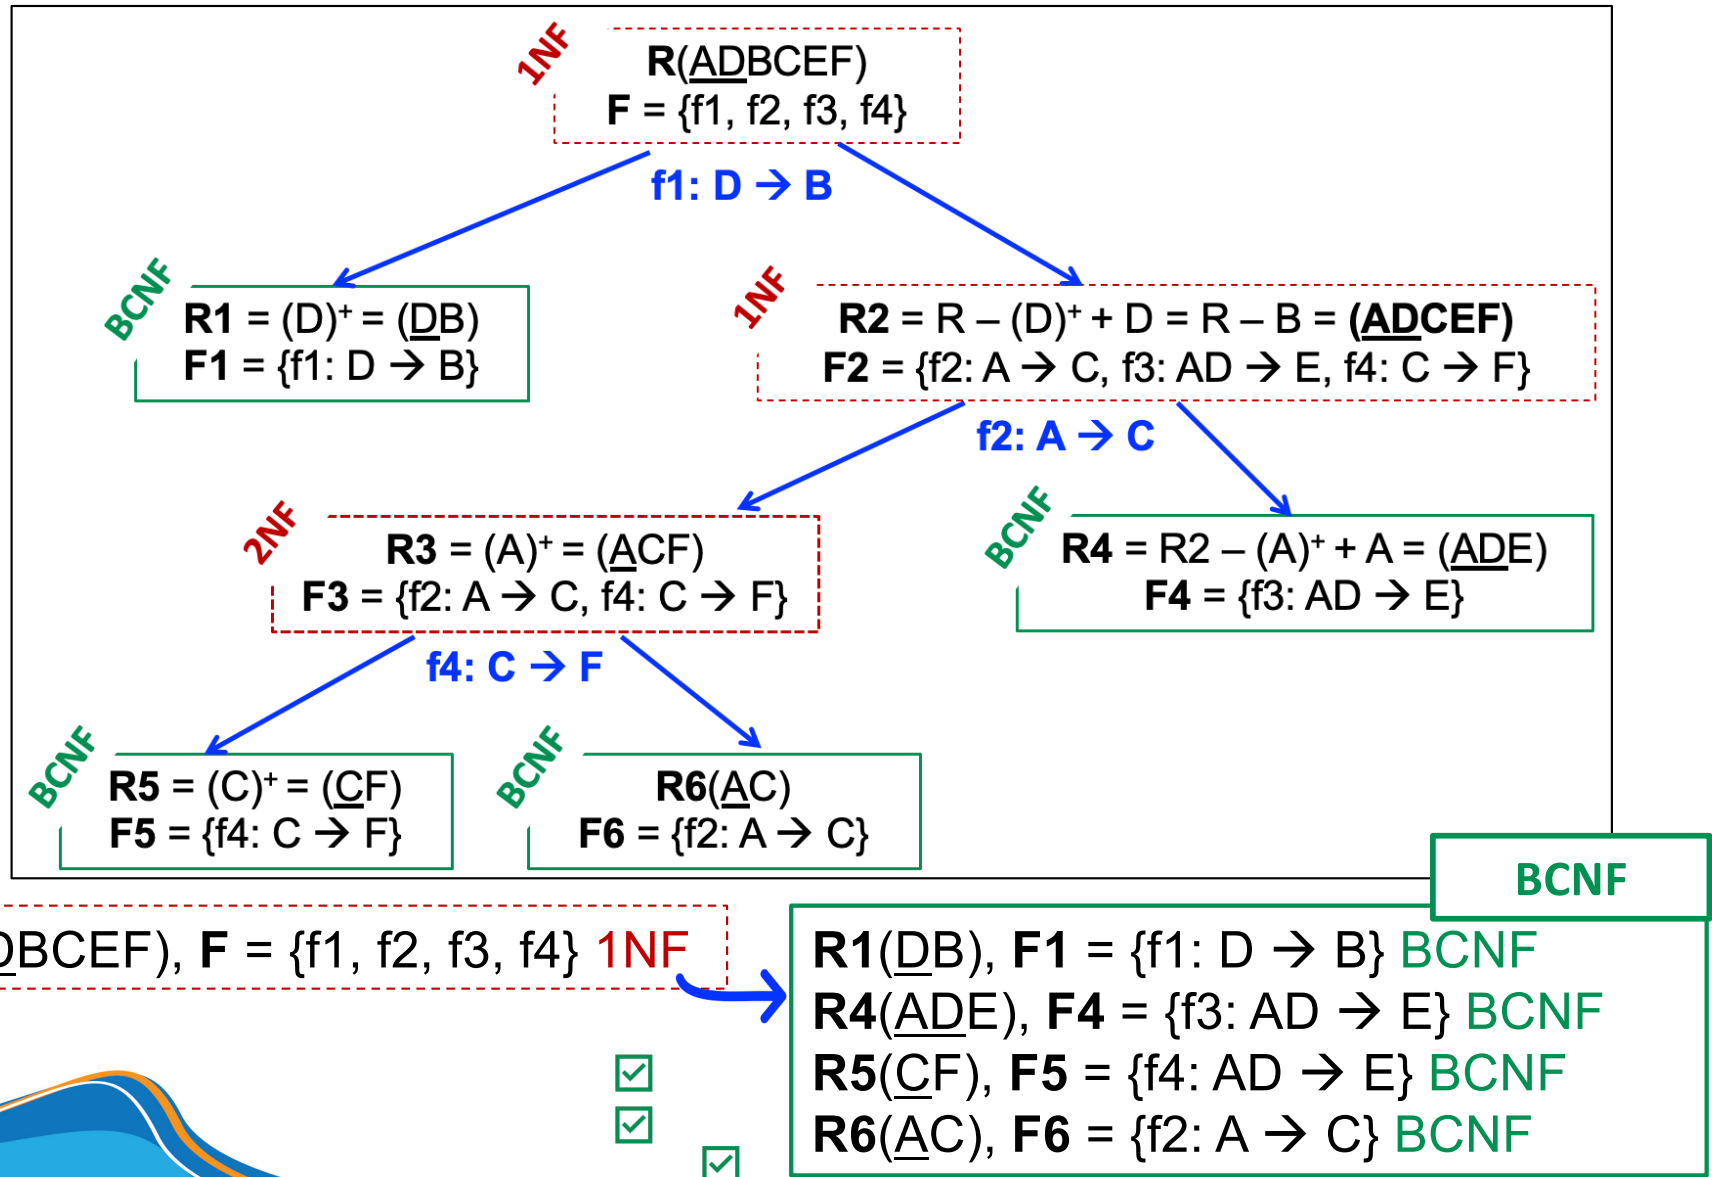 1NF
R(ADBCEF)
F = {f1, f2, f3, f4}
f1: D → B
BCNF
R1 = (D)⁺ = (DB)
F1 = {f1: D → B}
1NF
R2 = R – (D)⁺ + D = R – B = (ADCEF)
F2 = {f2: A → C, f3: AD → E, f4: C → F}
f2: A → C
2NF
R3 = (A)⁺ = (ACF)
F3 = {f2: A → C, f4: C → F}
BCNF
R4 = R2 – (A)⁺ + A = (ADE)
F4 = {f3: AD → E}
f4: C → F
BCNF
R5 = (C)⁺ = (CF)
F5 = {f4: C → F}
BCNF
R6(AC)
F6 = {f2: A → C}
BCNF
DBCEF), F = {f1, f2, f3, f4} 1NF
R1(DB), F1 = {f1: D → B} BCNF
R4(ADE), F4 = {f3: AD → E} BCNF
R5(CF), F5 = {f4: AD → E} BCNF
R6(AC), F6 = {f2: A → C} BCNF